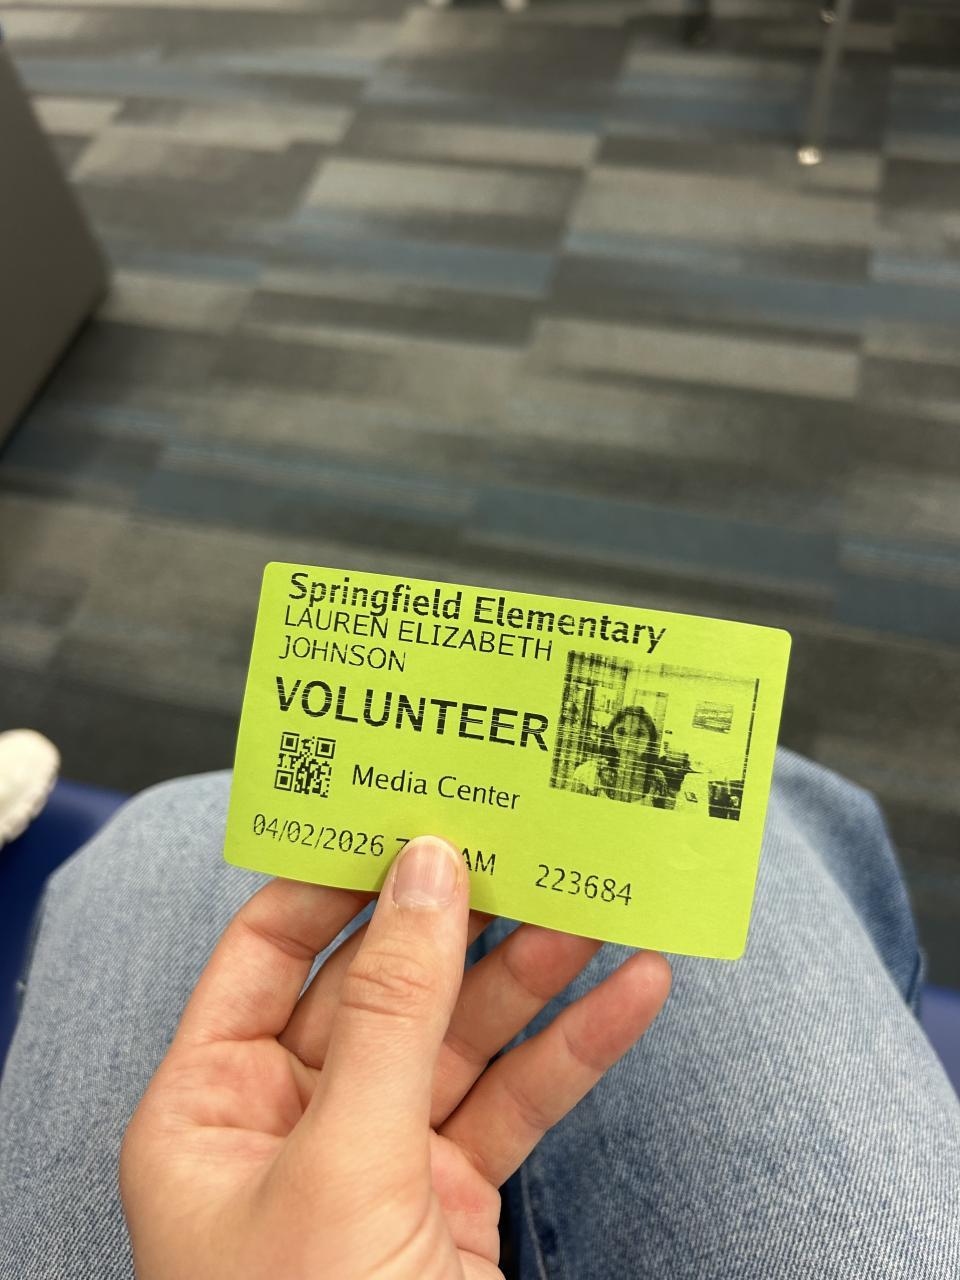 Springfield Elementary
LAUREN ELIZABETH
JOHNSON
VOLUNTEER
Media Center
04/02/2026 AM 223684